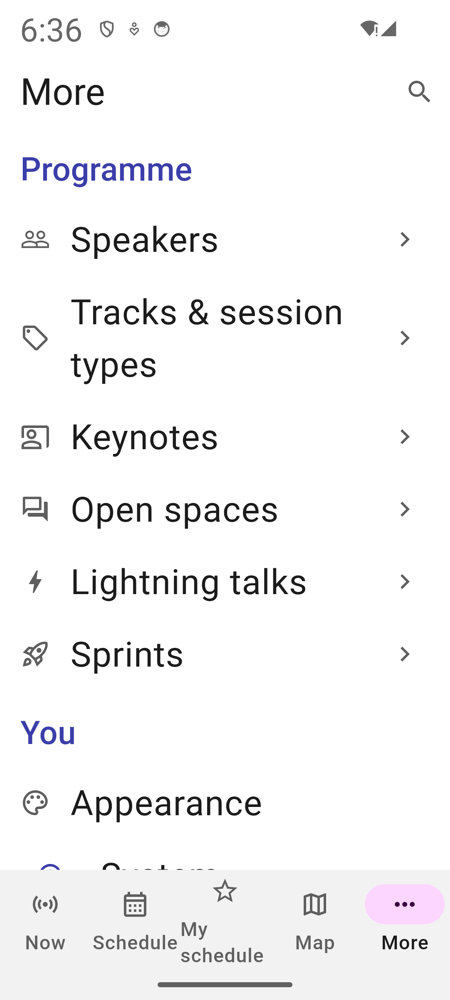 6:36
More
Programme
Speakers
Tracks & session
types
Keynotes
Open spaces
Lightning talks
Sprints
You
Appearance
System
Now
Schedule
My
schedule
Map
More